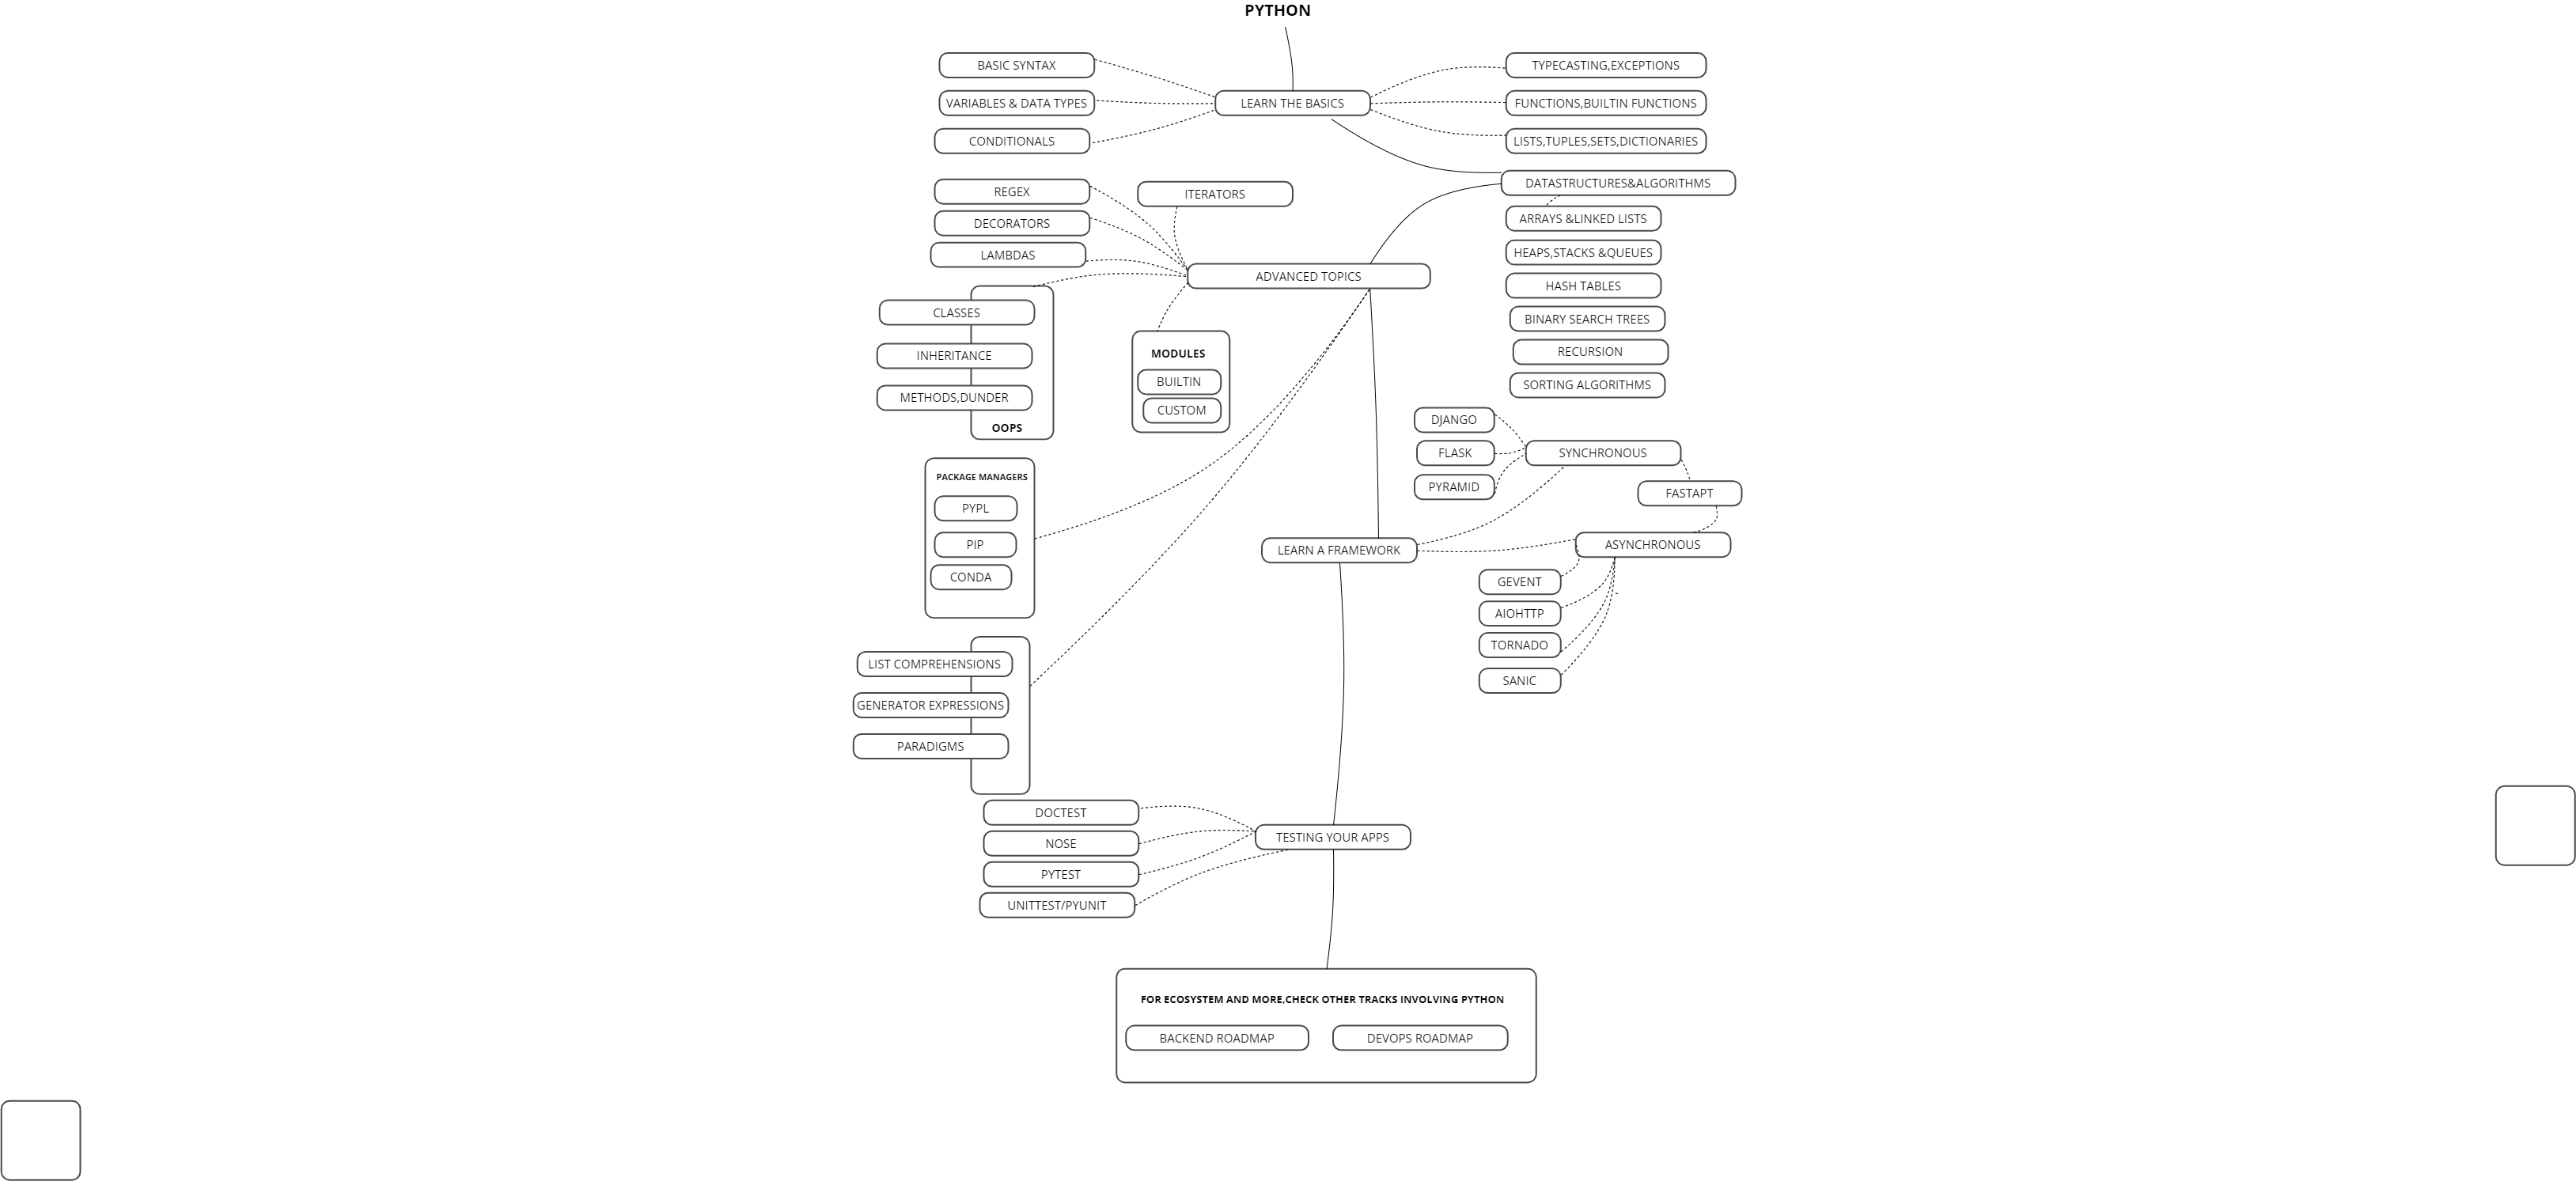 PYTHON
BASIC SYNTAX
VARIABLES & DATA TYPES
CONDITIONALS
LEARN THE BASICS
TYPECASTING,EXCEPTIONS
FUNCTIONS,BUILTIN FUNCTIONS
LISTS,TUPLES,SETS,DICTIONARIES
DATASTRUCTURES&ALGORITHMS
ARRAYS &LINKED LISTS
HEAPS,STACKS &QUEUES
HASH TABLES
BINARY SEARCH TREES
RECURSION
SORTING ALGORITHMS
REGEX
DECORATORS
LAMBDAS
ITERATORS
ADVANCED TOPICS
CLASSES
INHERITANCE
METHODS,DUNDER
OOPS
MODULES
BUILTIN
CUSTOM
PACKAGE MANAGERS
PYPL
PIP
CONDA
LIST COMPREHENSIONS
GENERATOR EXPRESSIONS
PARADIGMS
DJANGO
FLASK
PYRAMID
SYNCHRONOUS
FASTAPT
LEARN A FRAMEWORK
ASYNCHRONOUS
GEVENT
AIOHTTP
TORNADO
SANIC
DOCTEST
NOSE
PYTEST
UNITTEST/PYUNIT
TESTING YOUR APPS
FOR ECOSYSTEM AND MORE,CHECK OTHER TRACKS INVOLVING PYTHON
BACKEND ROADMAP
DEVOPS ROADMAP